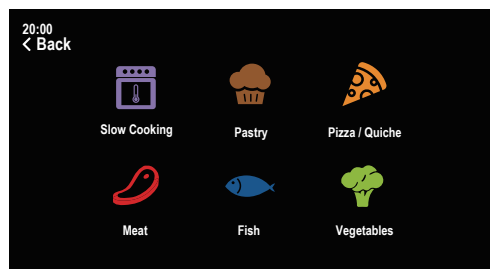 20:00
< Back
Slow Cooking
Pastry
Pizza / Quiche
Meat
Fish
Vegetables